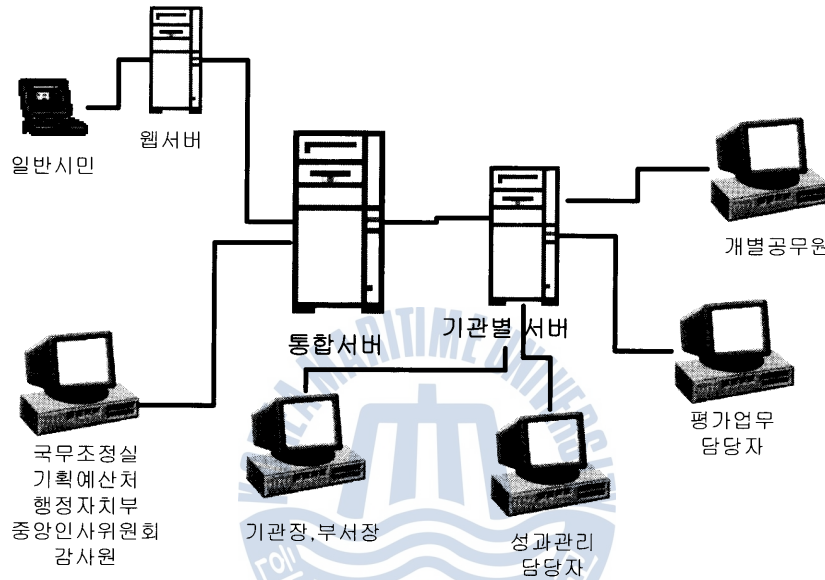 웹서버
일반시민
개별공무원
통합서버
기관별 서버
평가업무
담당자
국무조정실
기획예산처
행정자치부
중앙인사위원회
감사원
기관장,부서장
성과관리
담당자
KOREA MARITIME UNIVERSITY